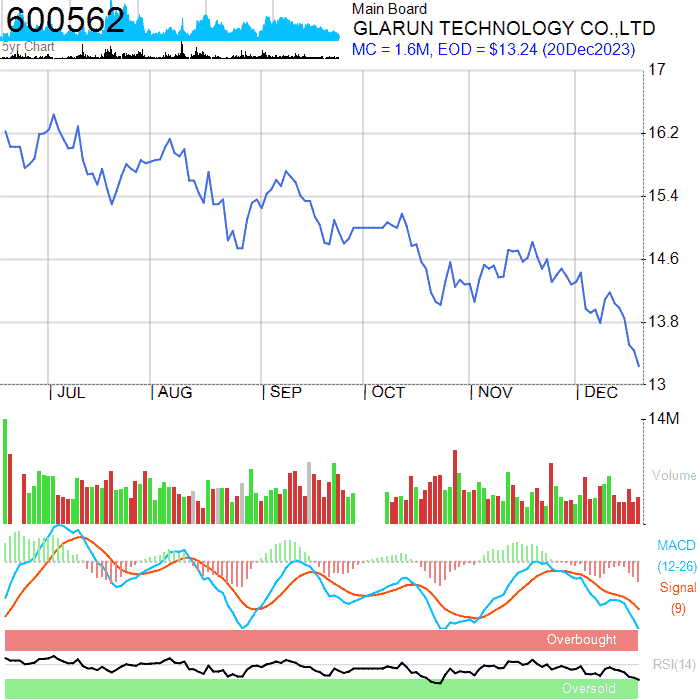 600562
5yr Chart
Main Board
GLARUN TECHNOLOGY CO.,LTD
MC = 1.6M, EOD = $13.24 (20Dec2023)
17
16.2
15.4
14.6
13.8
13
JUL
AUG
SEP
OCT
NOV
DEC
14M
Volume
MACD
(12-26)
Signal
(9)
Overbought
RSI(14)
Oversold